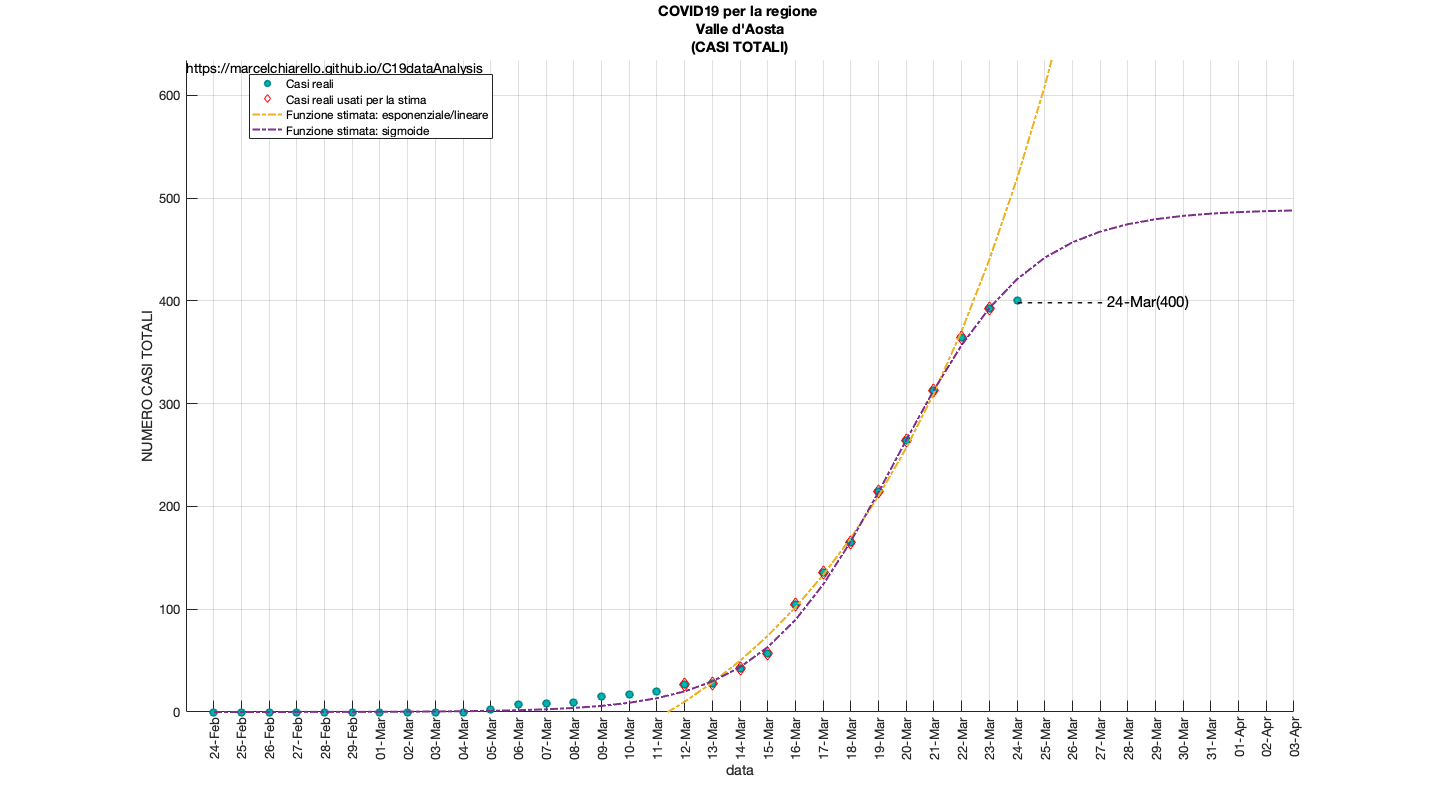 COVID19 per la regione
Valle d'Aosta
(CASI TOTALI)
https://marcelchiarello.github.io/C19dataAnalysis
Casi reali
Casi reali usati per la stima
Funzione stimata: esponenziale/lineare
Funzione stimata: sigmoide
600
500
400
300
200
100
0
NUMERO CASI TOTALI
24-Mar(400)
24-Feb
25-Feb
26-Feb
27-Feb
28-Feb
29-Feb
01-Mar
02-Mar
03-Mar
04-Mar
05-Mar
06-Mar
07-Mar
08-Mar
09-Mar
10-Mar
11-Mar
12-Mar
13-Mar
14-Mar
15-Mar
16-Mar
17-Mar
18-Mar
19-Mar
20-Mar
21-Mar
22-Mar
23-Mar
24-Mar
25-Mar
26-Mar
27-Mar
28-Mar
29-Mar
30-Mar
31-Mar
01-Apr
02-Apr
03-Apr
data